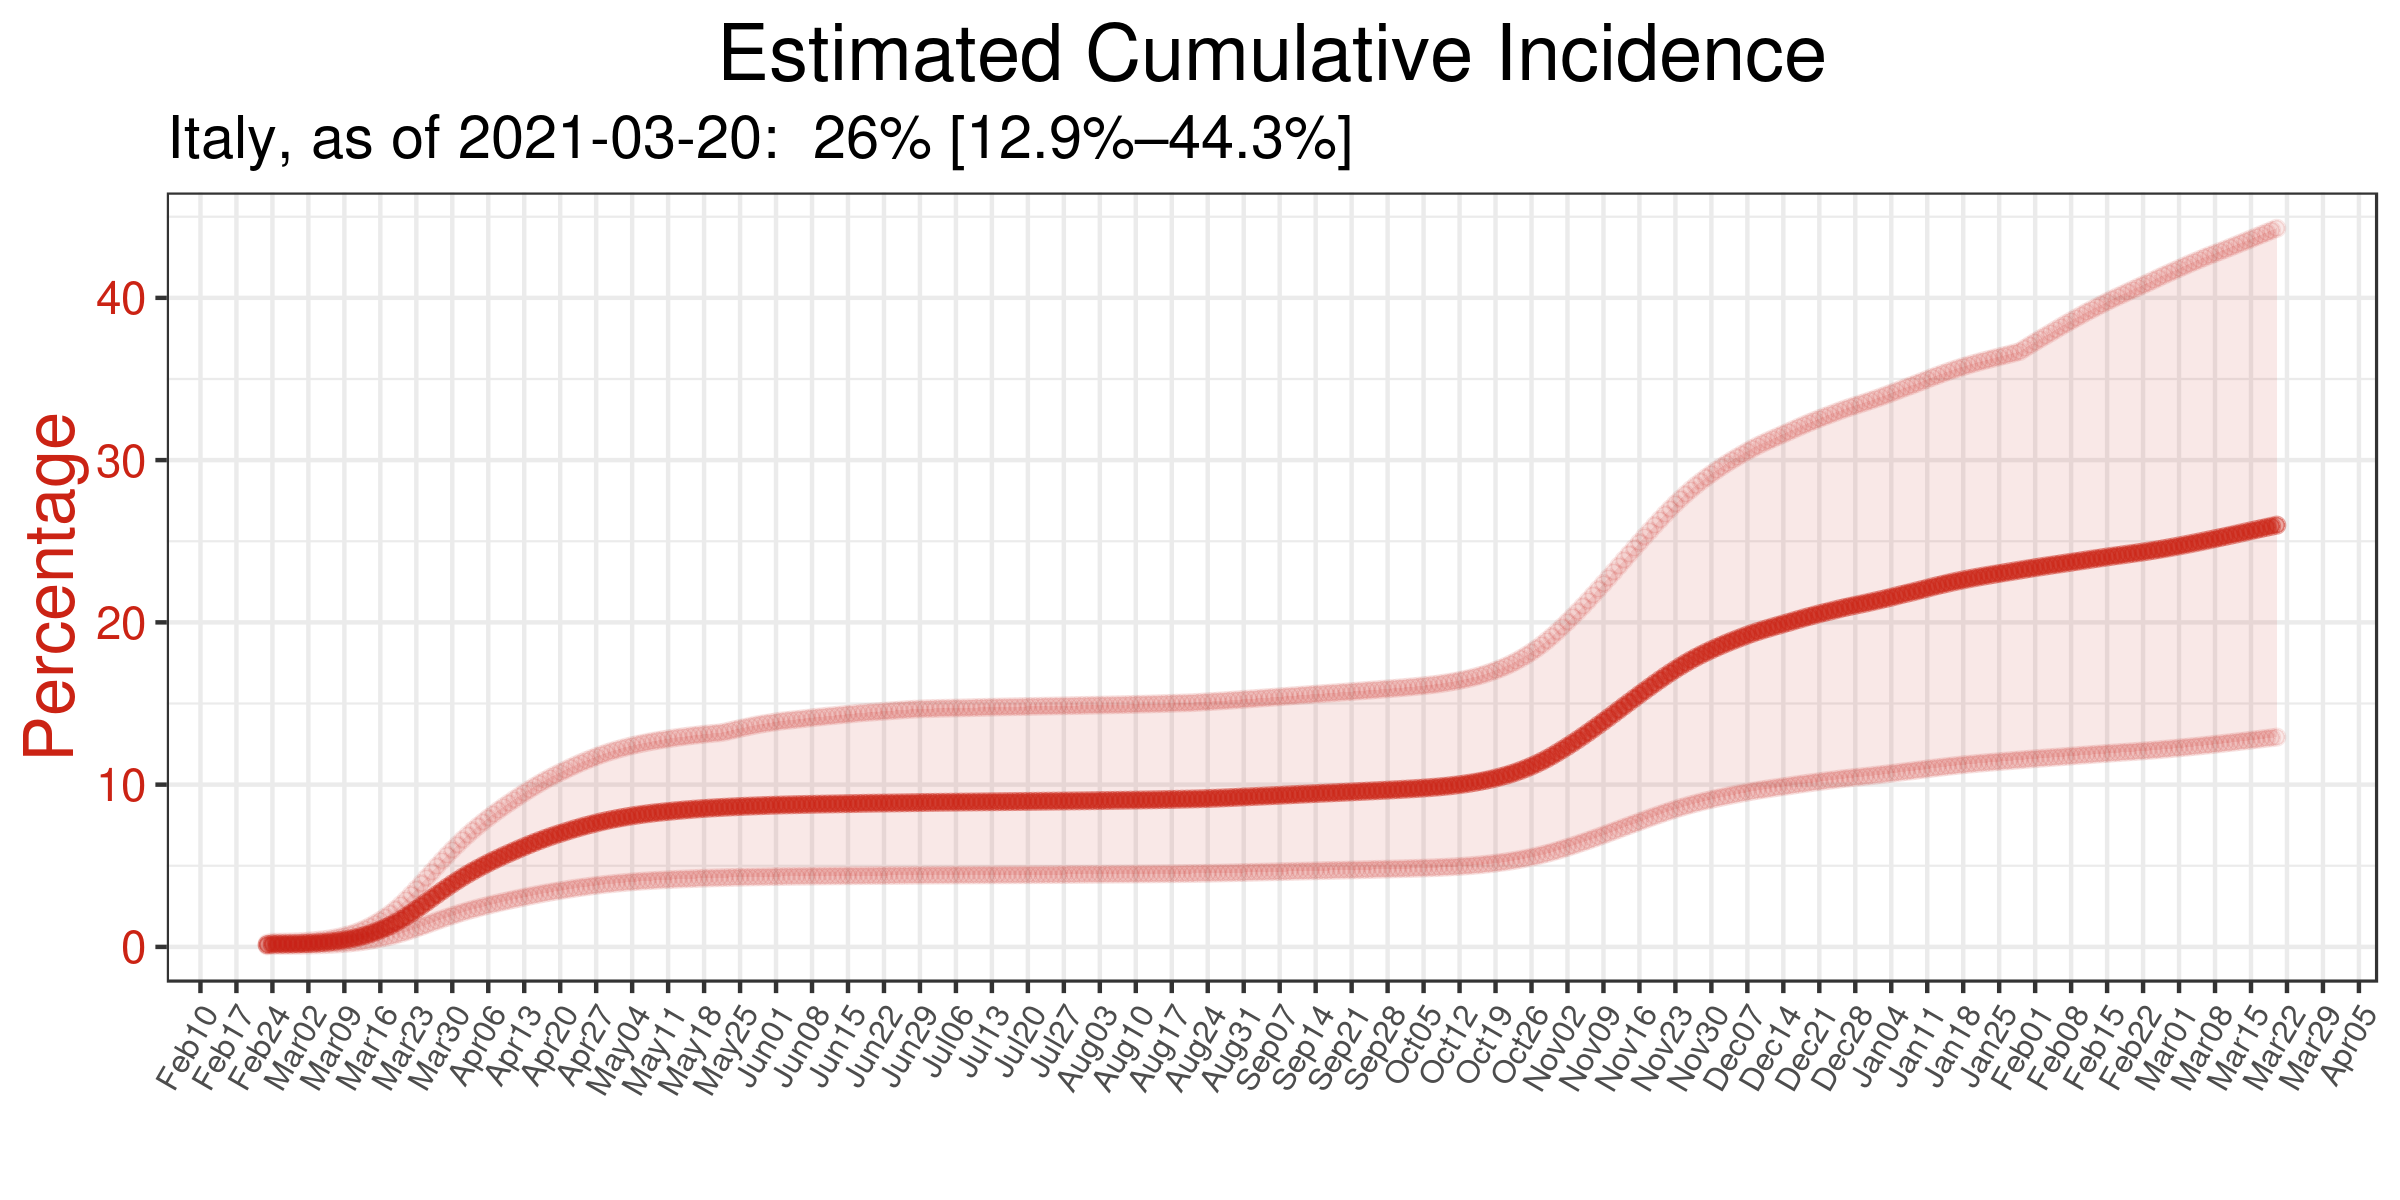 Estimated Cumulative Incidence
Italy, as of 2021-03-20:  26% [12.9%–44.3%]
Percentage
40
30
20
10
0
Feb10
Feb17
Feb24
Mar02
Mar09
Mar16
Mar23
Mar30
Apr06
Apr13
Apr20
Apr27
May04
May11
May18
May25
Jun01
Jun08
Jun15
Jun22
Jun29
Jul06
Jul13
Jul20
Jul27
Aug03
Aug10
Aug17
Aug24
Aug31
Sep07
Sep14
Sep21
Sep28
Oct05
Oct12
Oct19
Oct26
Nov02
Nov09
Nov16
Nov23
Nov30
Dec07
Dec14
Dec21
Dec28
Jan04
Jan11
Jan18
Jan25
Feb01
Feb08
Feb15
Feb22
Mar01
Mar08
Mar15
Mar22
Mar29
Apr05